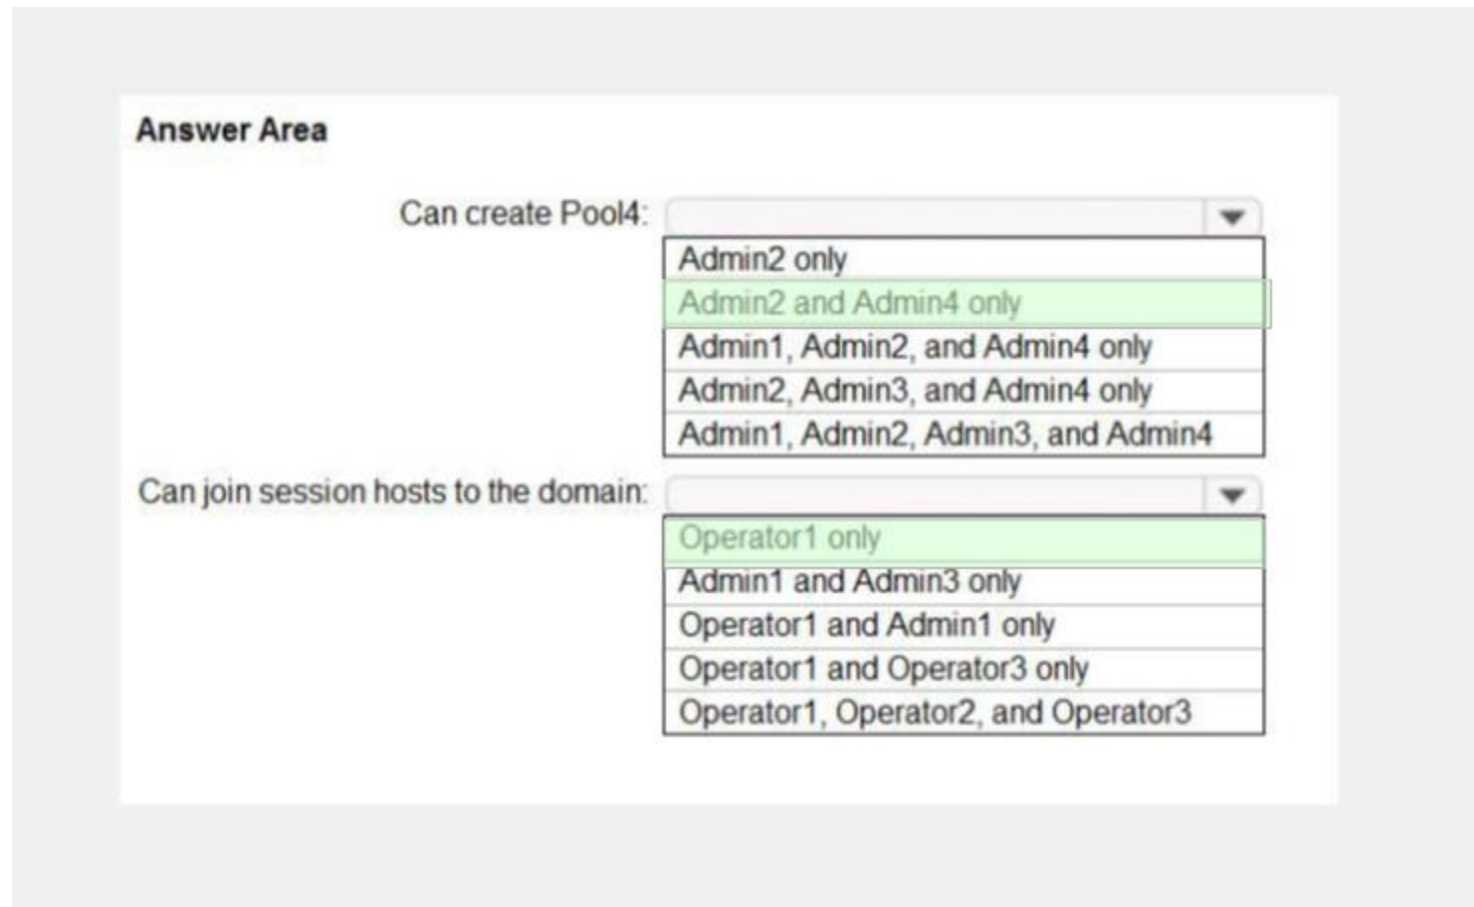 Answer Area
Can create Pool4:
Admin2 only
Admin2 and Admin4 only
Admin1, Admin2, and Admin4 only
Admin2, Admin3, and Admin4 only
Admin1, Admin2, Admin3, and Admin4
Can join session hosts to the domain:
Operator1 only
Admin1 and Admin3 only
Operator1 and Admin1 only
Operator1 and Operator3 only
Operator1, Operator2, and Operator3